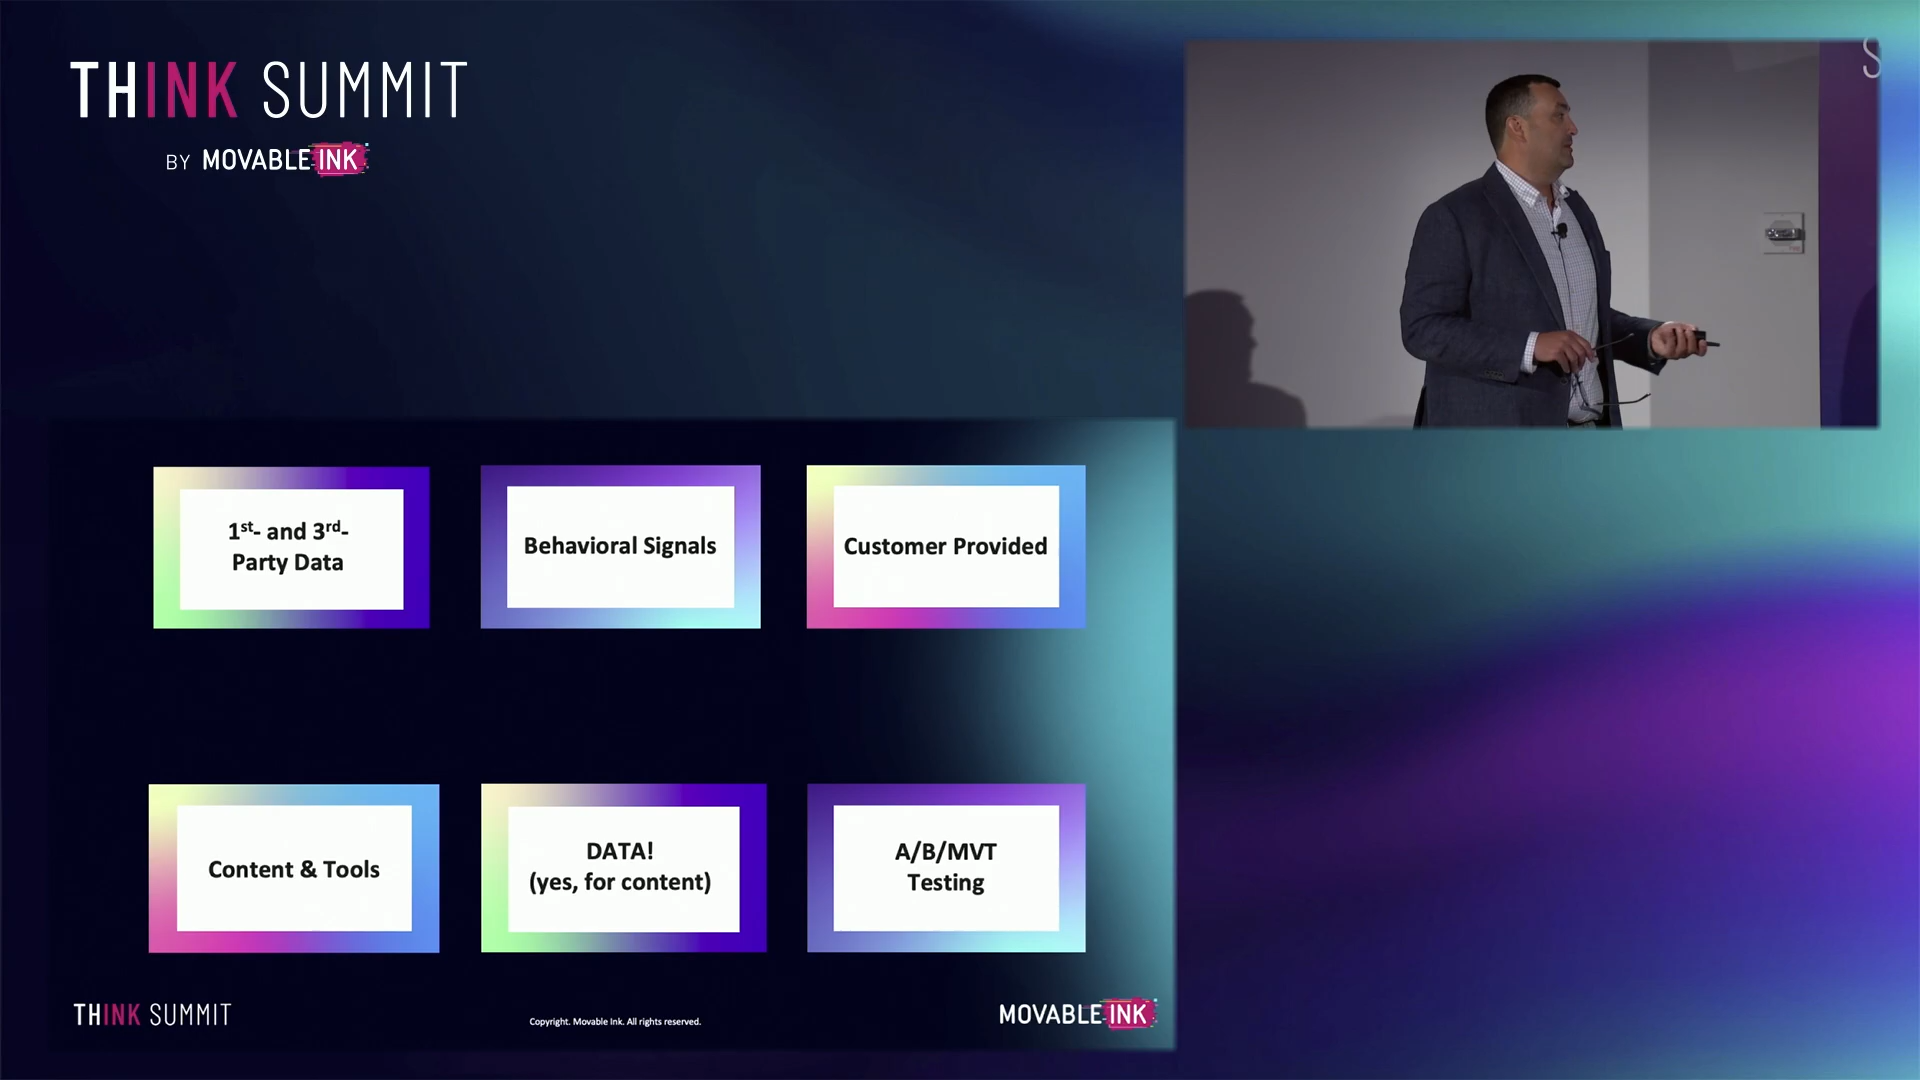 THINK SUMMIT
BY MOVABLE INK
S
1st- and 3rd-
Party Data
Behavioral Signals
Customer Provided
Content & Tools
DATA!
(yes, for content)
A/B/MVT
Testing
THINK SUMMIT
Copyright. Movable Ink. All rights reserved.
MOVABLE INK